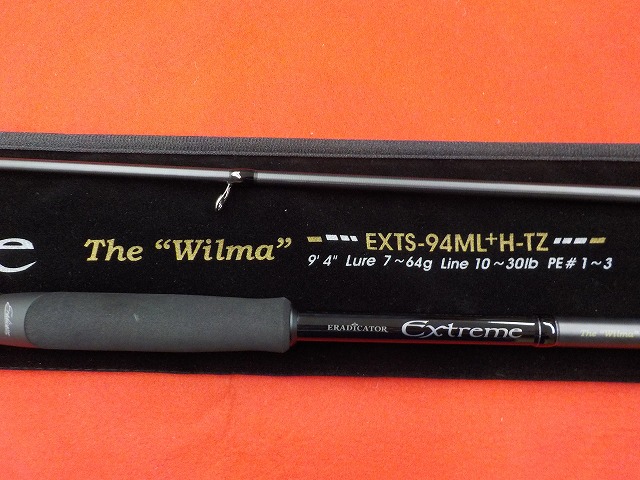 e
The “Wilma” EXTS-94ML+H-TZ
9' 4" Lure 7~64g Line 10~30lb PE# 1~3
ERADICATOR Extreme The "Wilma